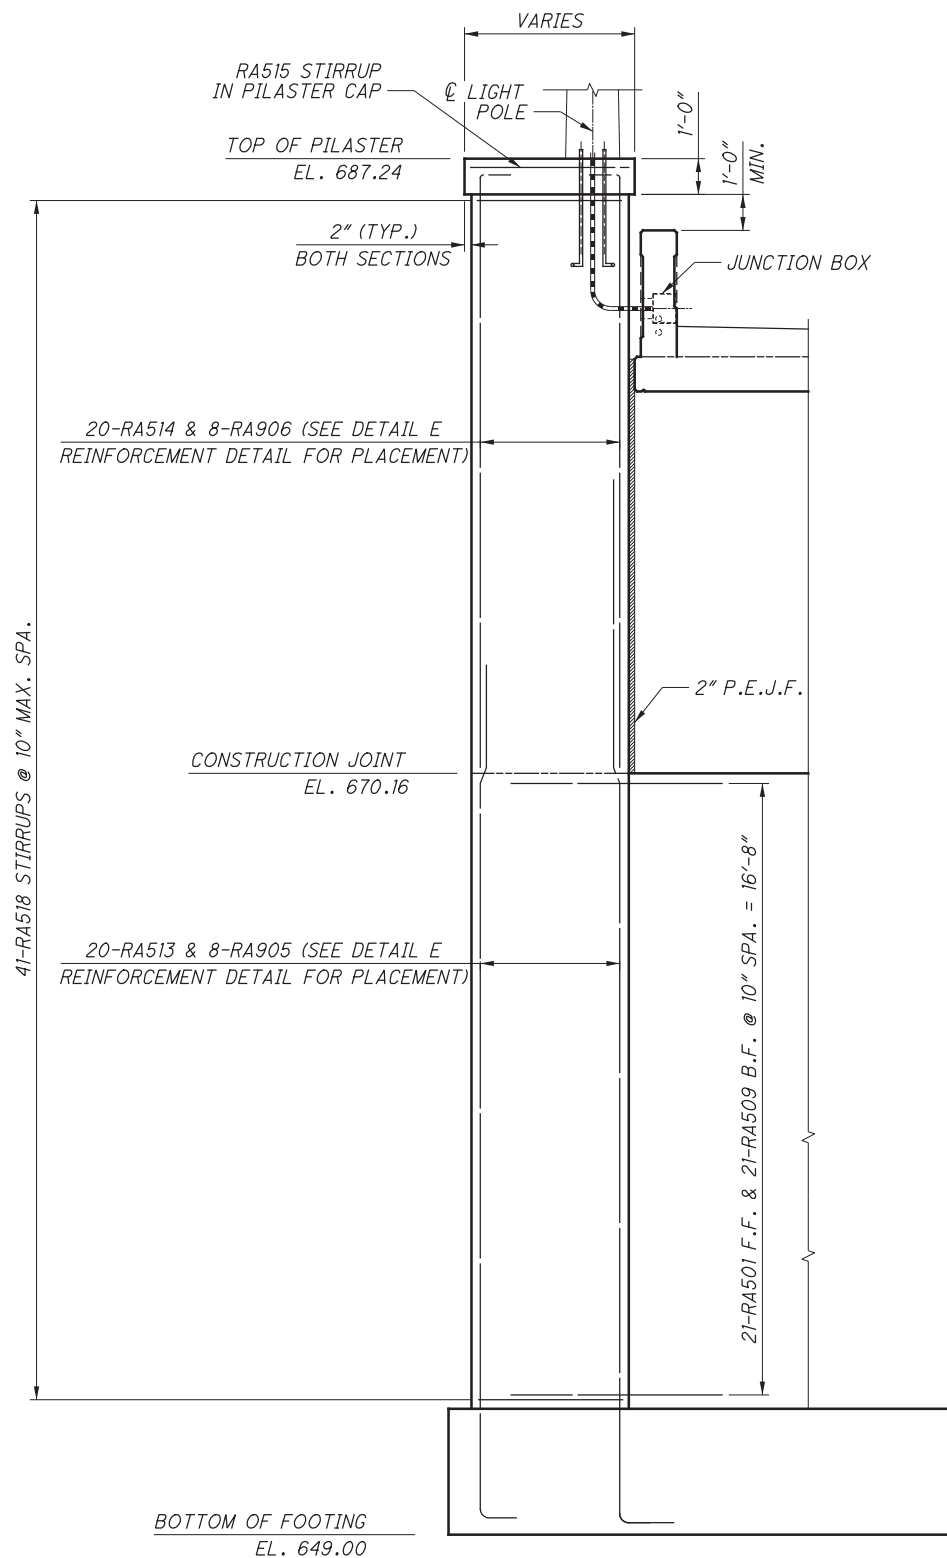 VARIES
RA515 STIRRUP
IN PILASTER CAP
℄ LIGHT
POLE
1'-0"
1'-0"
MIN.
TOP OF PILASTER
EL. 687.24
2" (TYP.)
BOTH SECTIONS
JUNCTION BOX
20-RA514 & 8-RA906 (SEE DETAIL E
REINFORCEMENT DETAIL FOR PLACEMENT)
41-RA518 STIRRUPS @ 10" MAX. SPA.
2" P.E.J.F.
CONSTRUCTION JOINT
EL. 670.16
20-RA513 & 8-RA905 (SEE DETAIL E
REINFORCEMENT DETAIL FOR PLACEMENT)
21-RA501 F.F. & 21-RA509 B.F. @ 10" SPA. = 16'-8"
BOTTOM OF FOOTING
EL. 649.00